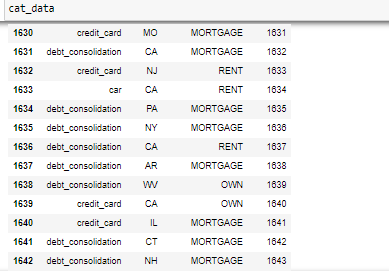 cat_data
1630 credit_card MO MORTGAGE 1631
1631 debt_consolidation CA MORTGAGE 1632
1632 credit_card NJ RENT 1633
1633 car CA RENT 1634
1634 debt_consolidation PA MORTGAGE 1635
1635 debt_consolidation NY MORTGAGE 1636
1636 debt_consolidation CA RENT 1637
1637 debt_consolidation AR MORTGAGE 1638
1638 debt_consolidation WV OWN 1639
1639 credit_card CA OWN 1640
1640 credit_card IL MORTGAGE 1641
1641 debt_consolidation CT MORTGAGE 1642
1642 debt_consolidation NH MORTGAGE 1643